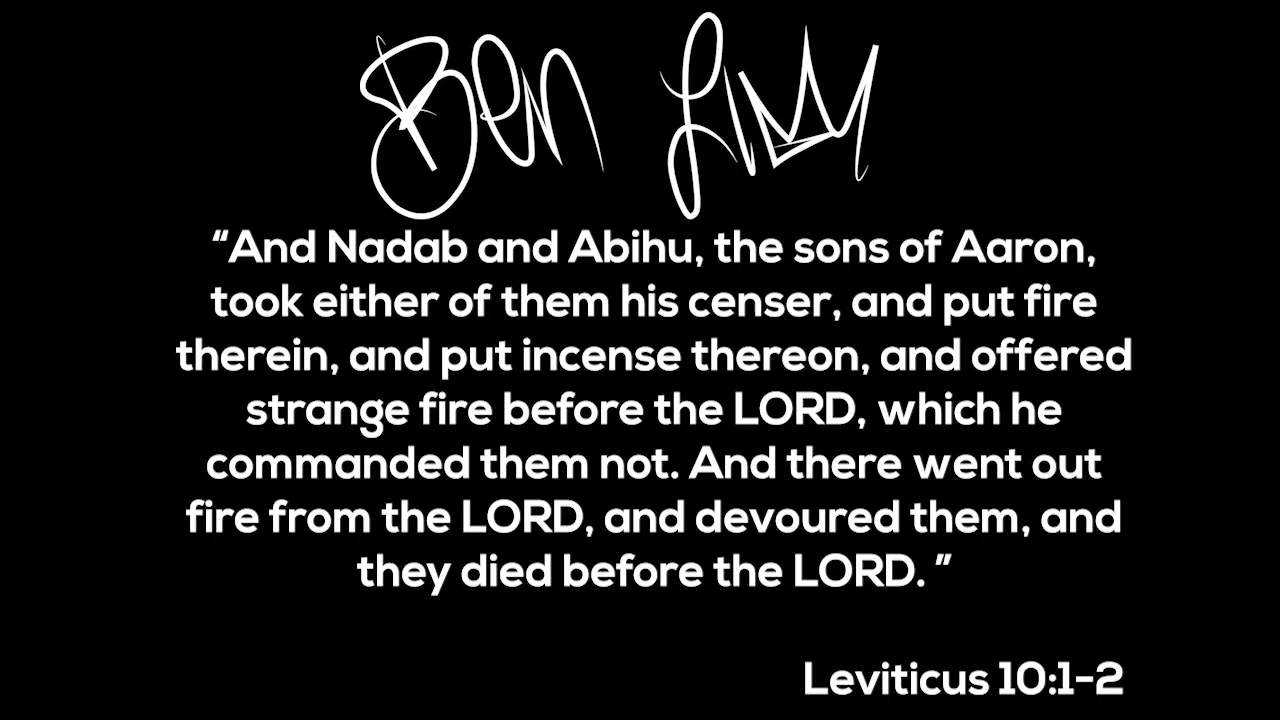 Ben
“And Nadab and Abihu, the sons of Aaron,
took either of them his censer, and put fire
therein, and put incense thereon, and offered
strange fire before the LORD, which he
commanded them not. And there went out
fire from the LORD, and devoured them, and
they died before the LORD. ”
Leviticus 10:1-2